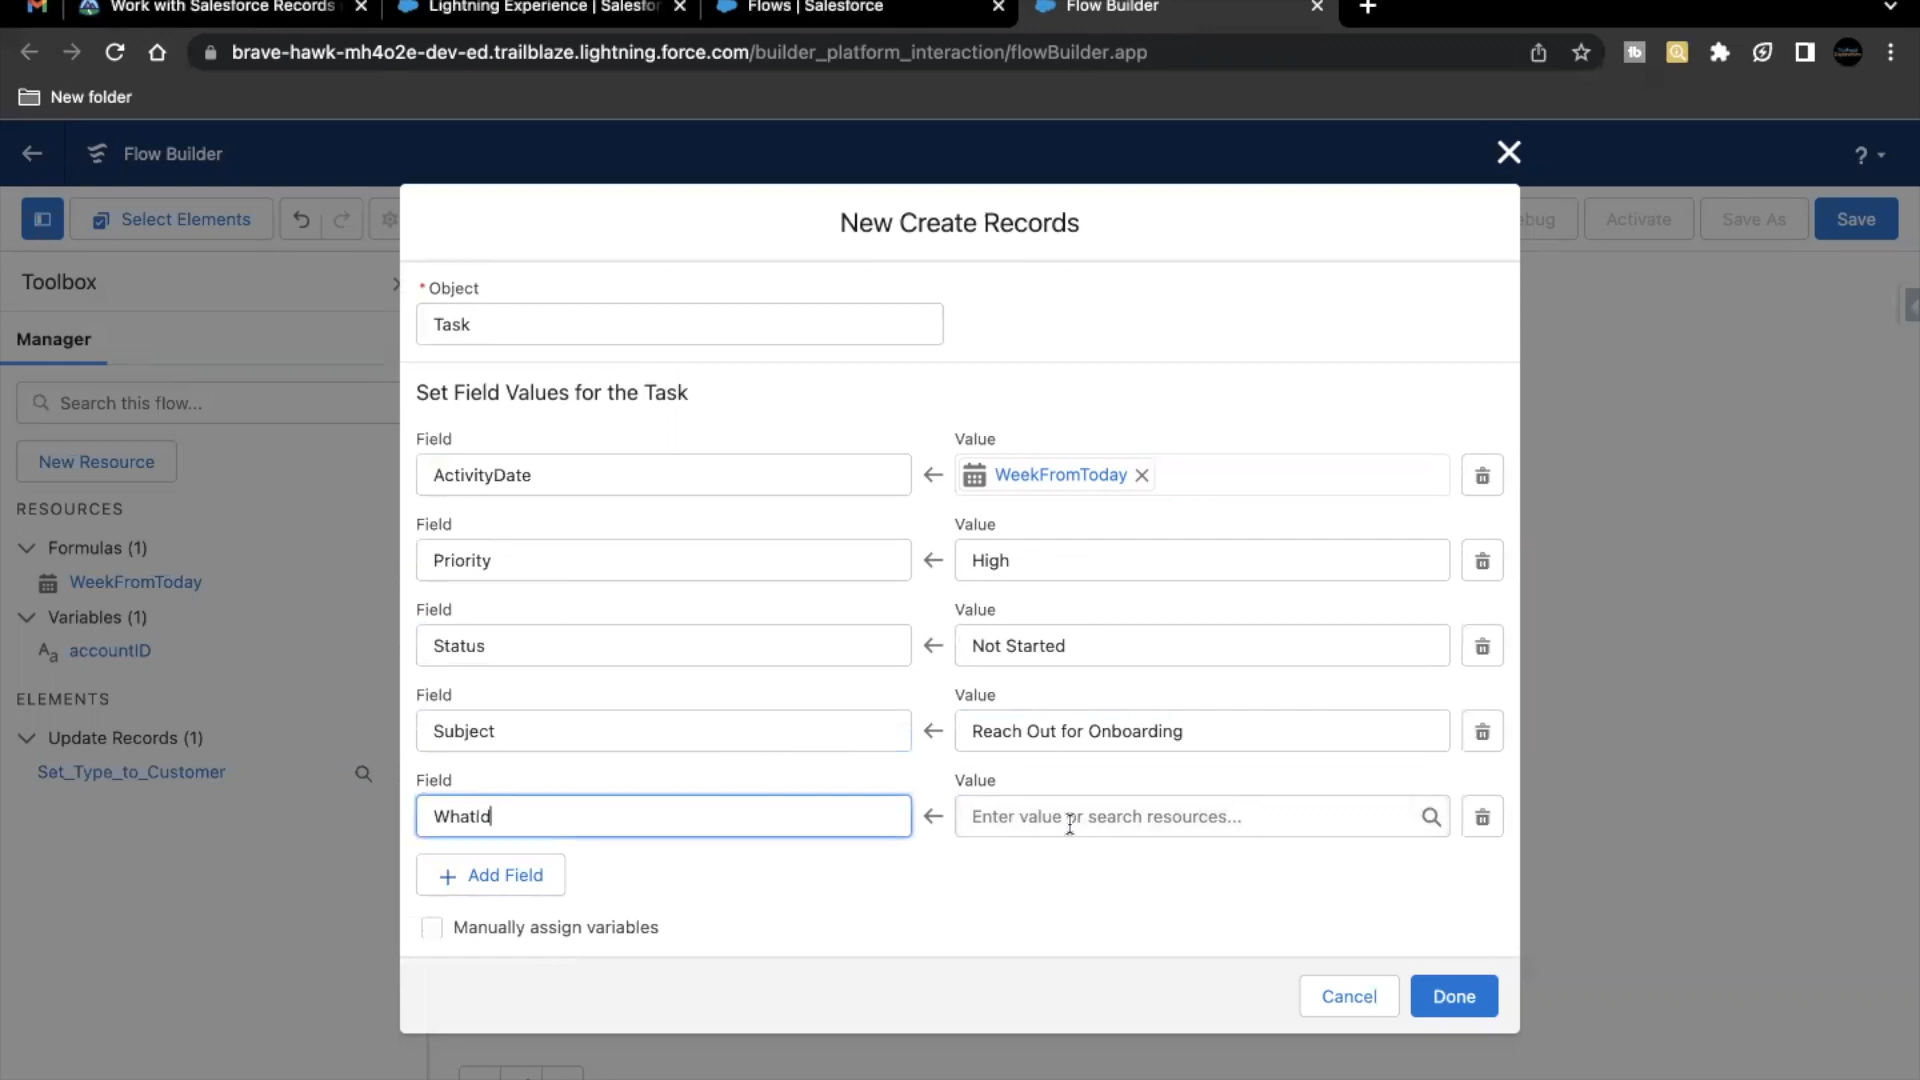 Work with Salesforce Records
Lightning Experience | Salesfor
Flows | Salesforce
Flow Builder
brave-hawk-mh4o2e-dev-ed.trailblaze.lightning.force.com/builder_platform_interaction/flowBuilder.app
New folder
Flow Builder
?
Select Elements
Activate
Save As
Save
New Create Records
Toolbox
Manager
Search this flow...
New Resource
RESOURCES
Formulas (1)
WeekFromToday
Variables (1)
Aa accountID
ELEMENTS
Update Records (1)
Set_Type_to_Customer
* Object
Task
Set Field Values for the Task
Field Value
ActivityDate WeekFromToday
Field Value
Priority High
Field Value
Status Not Started
Field Value
Subject Reach Out for Onboarding
Field Value
WhatId Enter value or search resources...
+ Add Field
Manually assign variables
Cancel Done